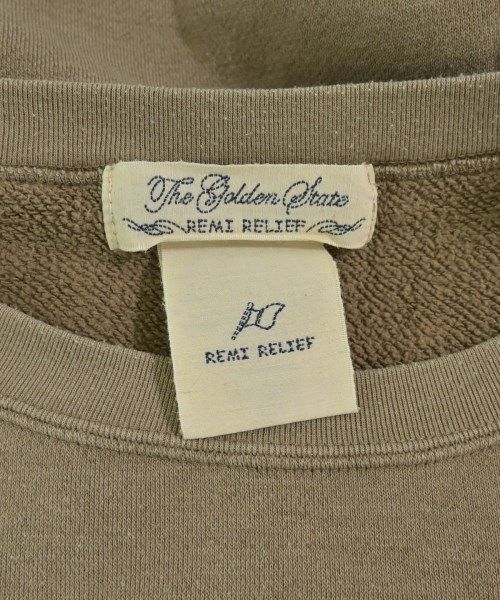 The Golden State
REMI RELIEF
REMI RELIEF